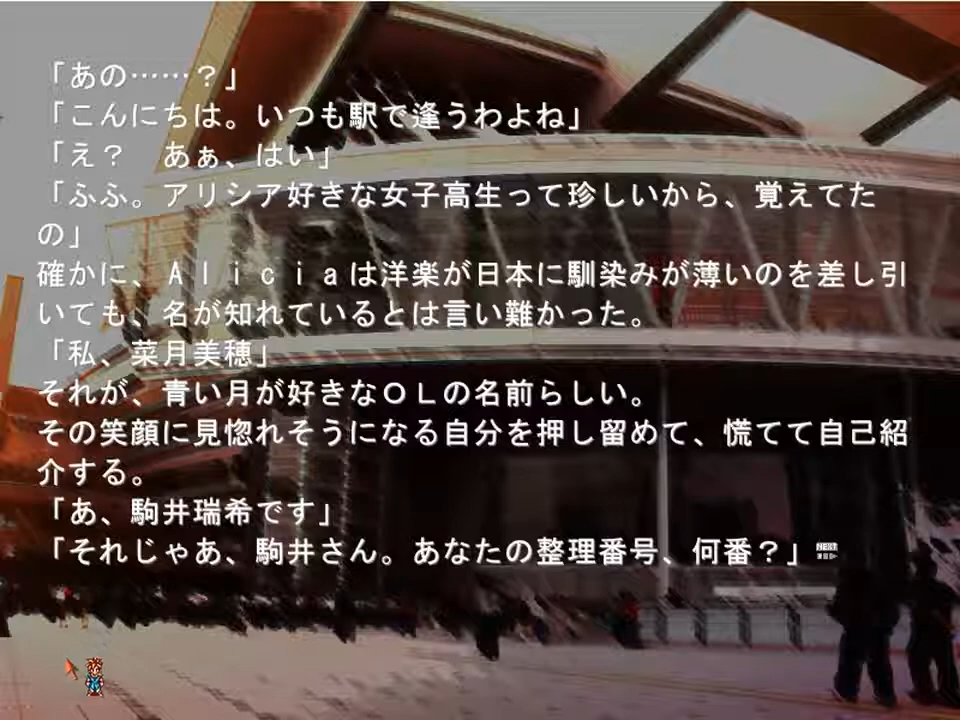 「あの……？」
「こんにちは。いつも駅で逢うわよね」
「え？　あぁ、はい」
「ふふ。アリシア好きな女子高生って珍しいから、覚えてた
の」
確かに、Ａｌｉｃｉａは洋楽が日本に馴染みが薄いのを差し引
いても、名が知れているとは言い難かった。
「私、菜月美穂」
それが、青い月が好きなＯＬの名前らしい。
その笑顔に見惚れそうになる自分を押し留めて、慌てて自己紹
介する。
「あ、駒井瑞希です」
「それじゃあ、駒井さん。あなたの整理番号、何番？」
NEXT